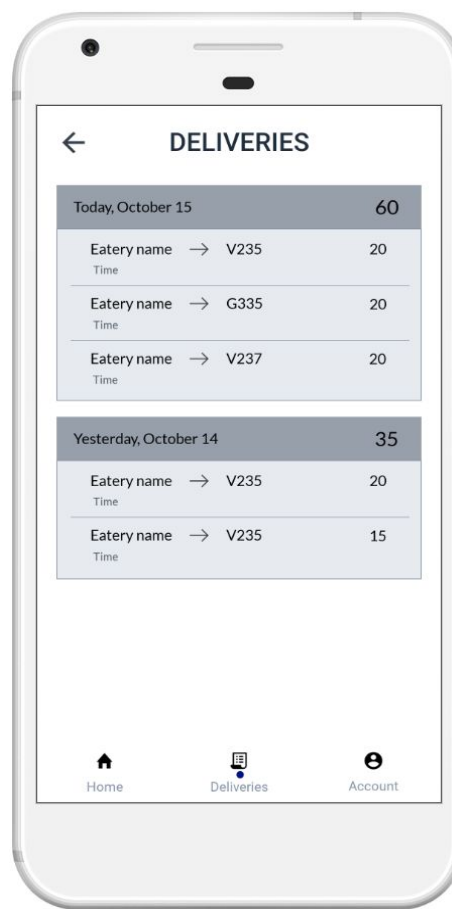 DELIVERIES
Today, October 15 60
Eatery name → V235 20
Time
Eatery name → G335 20
Time
Eatery name → V237 20
Time
Yesterday, October 14 35
Eatery name → V235 20
Time
Eatery name → V235 15
Time
Home Deliveries Account